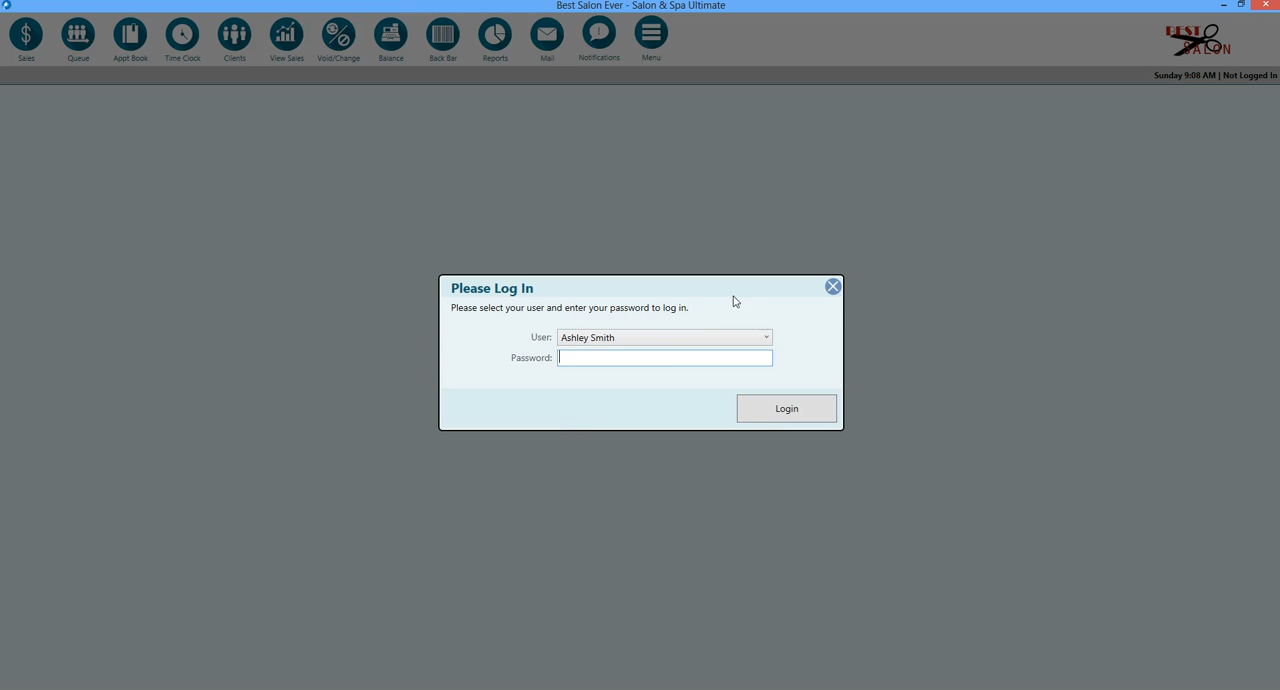 Best Salon Ever - Salon & Spa Ultimate
Sales
Queue
Appt Book
Time Clock
Clients
View Sales
Void/Change
Balance
Back Bar
Reports
Mail
Notifications
Menu
BEST
SALON
Sunday 9:08 AM | Not Logged In
Please Log In
Please select your user and enter your password to log in.
User: Ashley Smith
Password:
Login